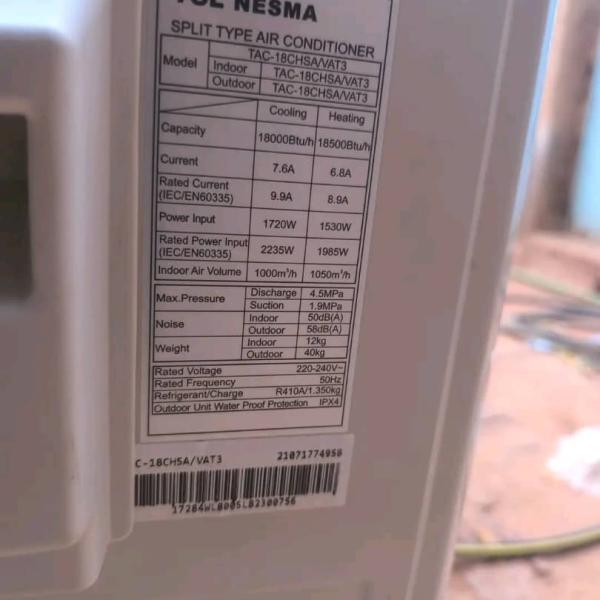 NESMA
SPLIT TYPE AIR CONDITIONER
Model TAC-18CHSA/VAT3
Indoor TAC-18CHSA/VAT3
Outdoor TAC-18CHSA/VAT3
Cooling Heating
Capacity 18000Btu/h 18500Btu/h
Current 7.6A 6.8A
Rated Current
(IEC/EN60335) 9.9A 8.9A
Power Input 1720W 1530W
Rated Power Input
(IEC/EN60335) 2235W 1985W
Indoor Air Volume 1000m³/h 1050m³/h
Max.Pressure Discharge 4.5MPa
Suction 1.9MPa
Noise Indoor 50dB(A)
Outdoor 58dB(A)
Weight Indoor 12kg
Outdoor 40kg
Rated Voltage 220-240V~
Rated Frequency 50Hz
Refrigerant/Charge R410A/1.350kg
Outdoor Unit Water Proof Protection IPX4
C-18CHSA/VAT3 21071774958